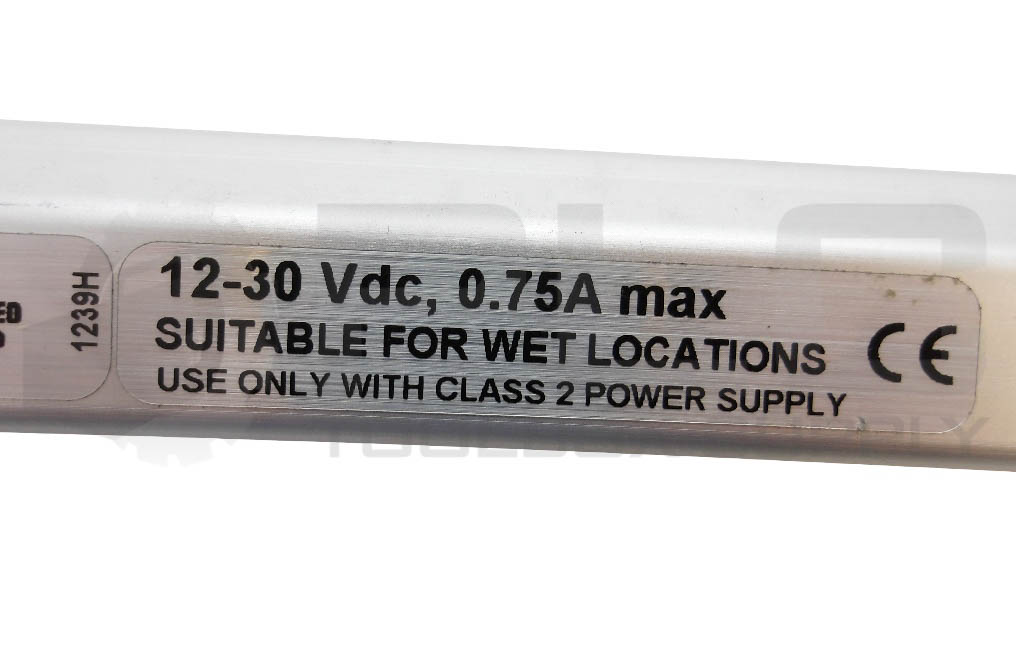 ED
1239H
12-30 Vdc, 0.75A max
SUITABLE FOR WET LOCATIONS
USE ONLY WITH CLASS 2 POWER SUPPLY
CE